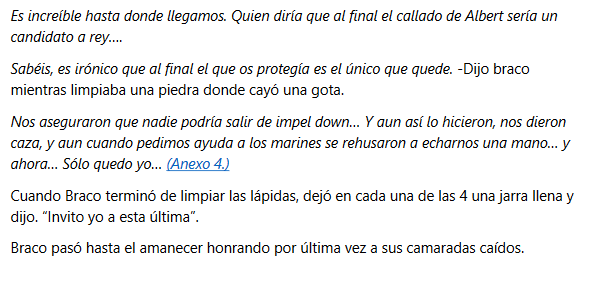 Es increíble hasta donde llegamos. Quien diría que al final el callado de Albert sería un
candidato a rey….
Sabéis, es irónico que al final el que os protegía es el único que quede. -Dijo braco
mientras limpiaba una piedra donde cayó una gota.
Nos aseguraron que nadie podría salir de impel down… Y aun así lo hicieron, nos dieron
caza, y aun cuando pedimos ayuda a los marines se rehusaron a echarnos una mano… y
ahora… Sólo quedo yo… (Anexo 4.)
Cuando Braco terminó de limpiar las lápidas, dejó en cada una de las 4 una jarra llena y
dijo. “Invito yo a esta última”.
Braco pasó hasta el amanecer honrando por última vez a sus camaradas caídos.